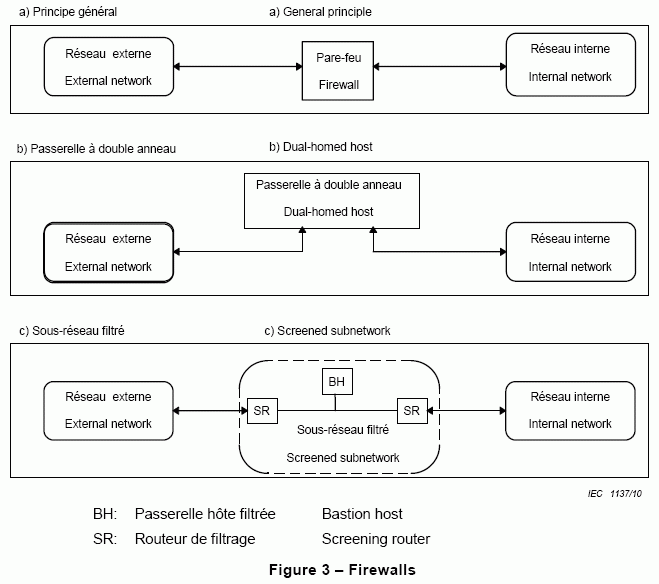 a) Principe général a) General principle
Réseau externe
External network
Pare-feu
Firewall
Réseau interne
Internal network
b) Passerelle à double anneau b) Dual-homed host
Passerelle à double anneau
Dual-homed host
Réseau externe
External network
Réseau interne
Internal network
c) Sous-réseau filtré c) Screened subnetwork
Réseau externe
External network
BH
SR
SR
Sous-réseau filtré
Screened subnetwork
Réseau interne
Internal network
IEC 1137/10
BH: Passerelle hôte filtrée Bastion host
SR: Routeur de filtrage Screening router
Figure 3 – Firewalls